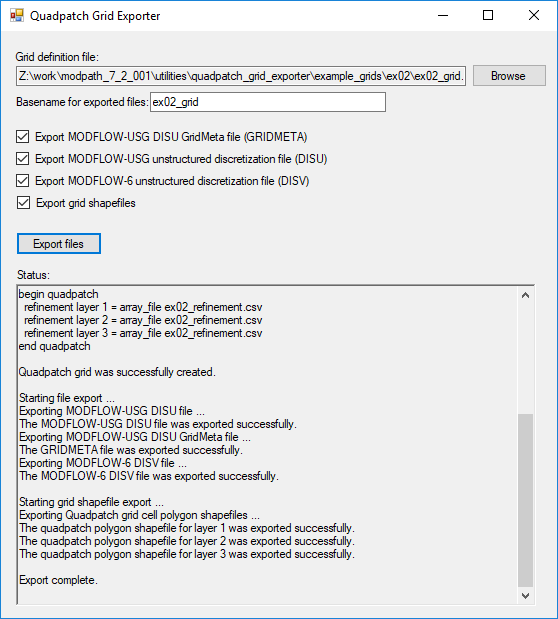 Quadpatch Grid Exporter
Grid definition file:
Z:\work\modpath_7_2_001\utilities\quadpatch_grid_exporter\example_grids\ex02\ex02_grid.
Browse
Basename for exported files: ex02_grid
Export MODFLOW-USG DISU GridMeta file (GRIDMETA)
Export MODFLOW-USG unstructured discretization file (DISU)
Export MODFLOW-6 unstructured discretization file (DISV)
Export grid shapefiles
Export files
Status:
begin quadpatch
refinement layer 1 = array_file ex02_refinement.csv
refinement layer 2 = array_file ex02_refinement.csv
refinement layer 3 = array_file ex02_refinement.csv
end quadpatch
Quadpatch grid was successfully created.
Starting file export ...
Exporting MODFLOW-USG DISU file ...
The MODFLOW-USG DISU file was exported successfully.
Exporting MODFLOW-USG DISU GridMeta file ...
The GRIDMETA file was exported successfully.
Exporting MODFLOW-6 DISV file ...
The MODFLOW-6 DISV file was exported successfully.
Starting grid shapefile export ...
Exporting Quadpatch grid cell polygon shapefiles ...
The quadpatch polygon shapefile for layer 1 was exported successfully.
The quadpatch polygon shapefile for layer 2 was exported successfully.
The quadpatch polygon shapefile for layer 3 was exported successfully.
Export complete.